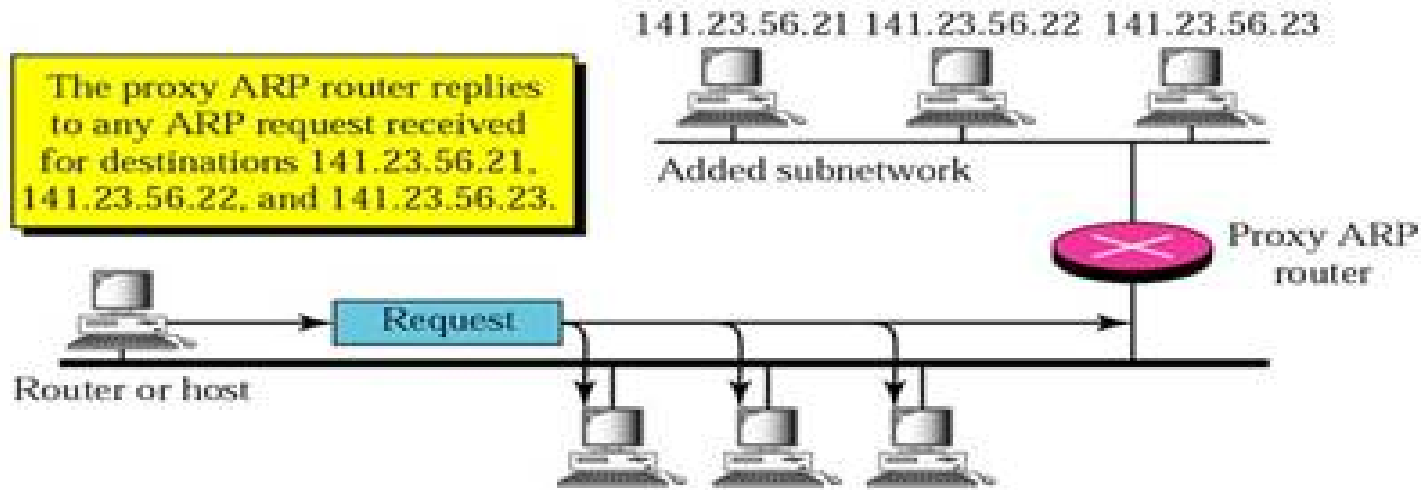 141.23.56.21 141.23.56.22 141.23.56.23
The proxy ARP router replies
to any ARP request received
for destinations 141.23.56.21,
141.23.56.22, and 141.23.56.23.
Added subnetwork
Proxy ARP
router
Request
Router or host